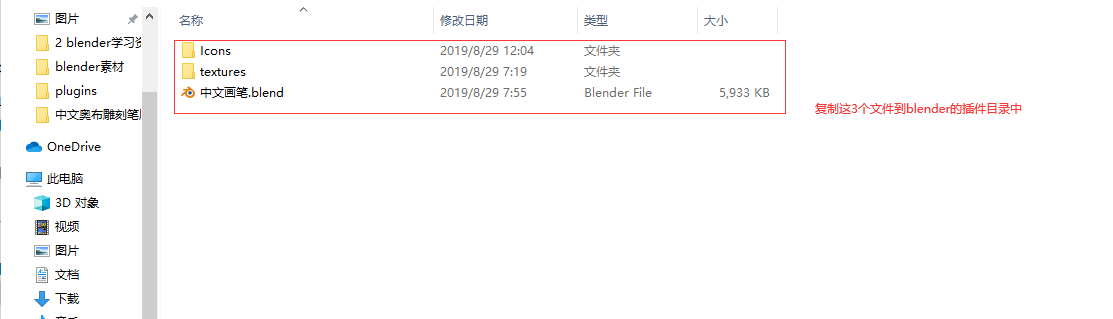 图片
2 blender学习资
blender素材
plugins
中文奥布雕刻笔刷
OneDrive
此电脑
3D 对象
视频
图片
文档
下载
名称 修改日期 类型 大小
Icons 2019/8/29 12:04 文件夹
textures 2019/8/29 7:19 文件夹
中文画笔.blend 2019/8/29 7:55 Blender File 5,933 KB
复制这3个文件到blender的插件目录中